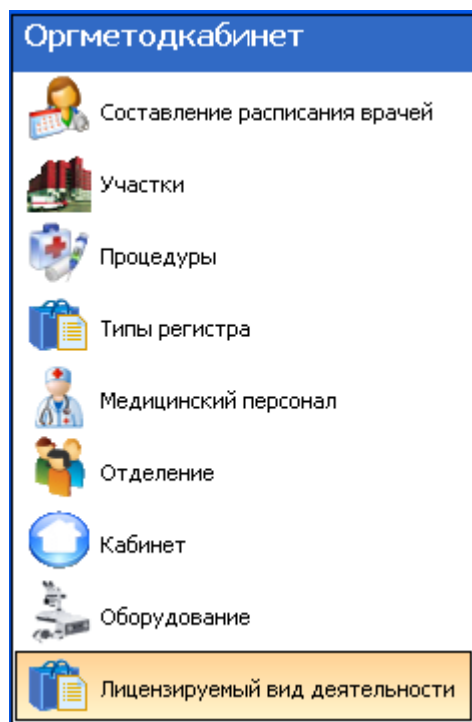 Оргметодкабинет
Составление расписания врачей
Участки
Процедуры
Типы регистра
Медицинский персонал
Отделение
Кабинет
Оборудование
Лицензируемый вид деятельности